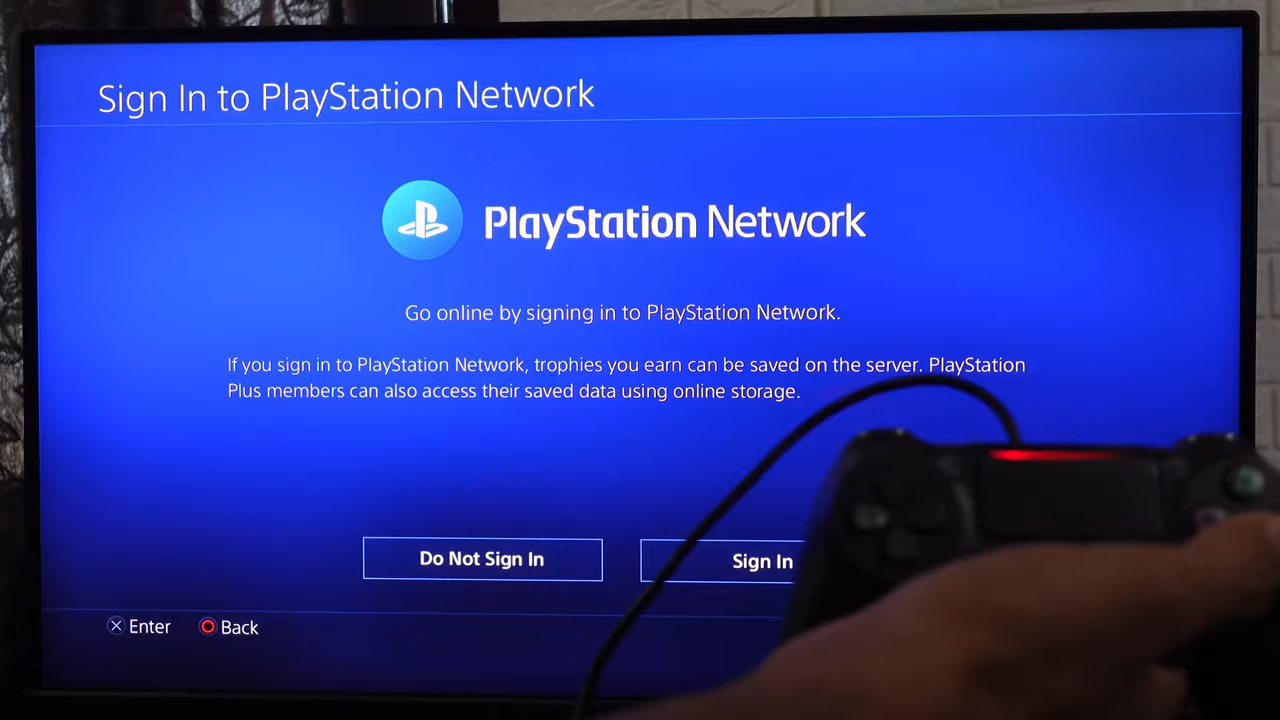 Sign In to PlayStation Network
PlayStation Network
Go online by signing in to PlayStation Network.
If you sign in to PlayStation Network, trophies you earn can be saved on the server. PlayStation
Plus members can also access their saved data using online storage.
Do Not Sign In
Sign In
Enter
Back